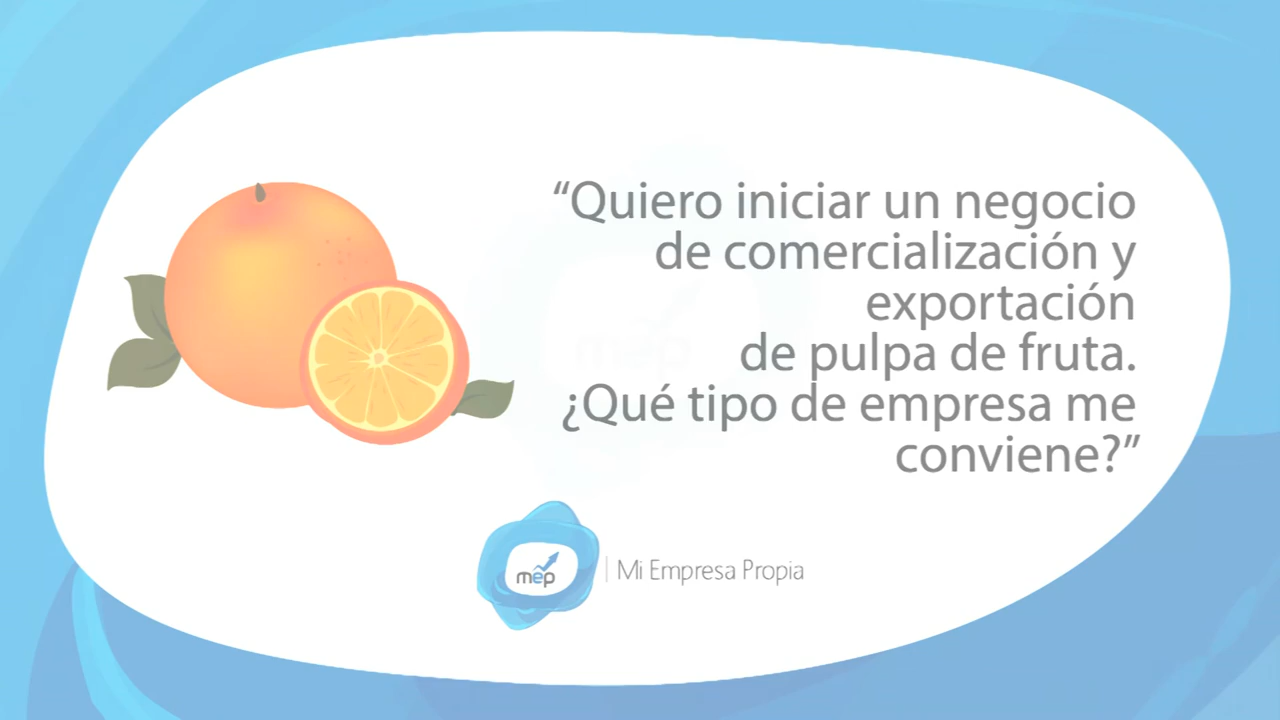 “Quiero iniciar un negocio
de comercialización y
exportación
de pulpa de fruta.
¿Qué tipo de empresa me
conviene?”
mep
mep | Mi Empresa Propia